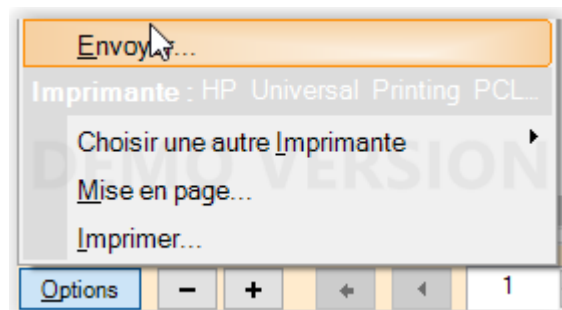 Envoyer...
Imprimante : HP Universal Printing PCL...
Choisir une autre Imprimante
DEMO VERSION
Mise en page...
Imprimer...
Options - + 1